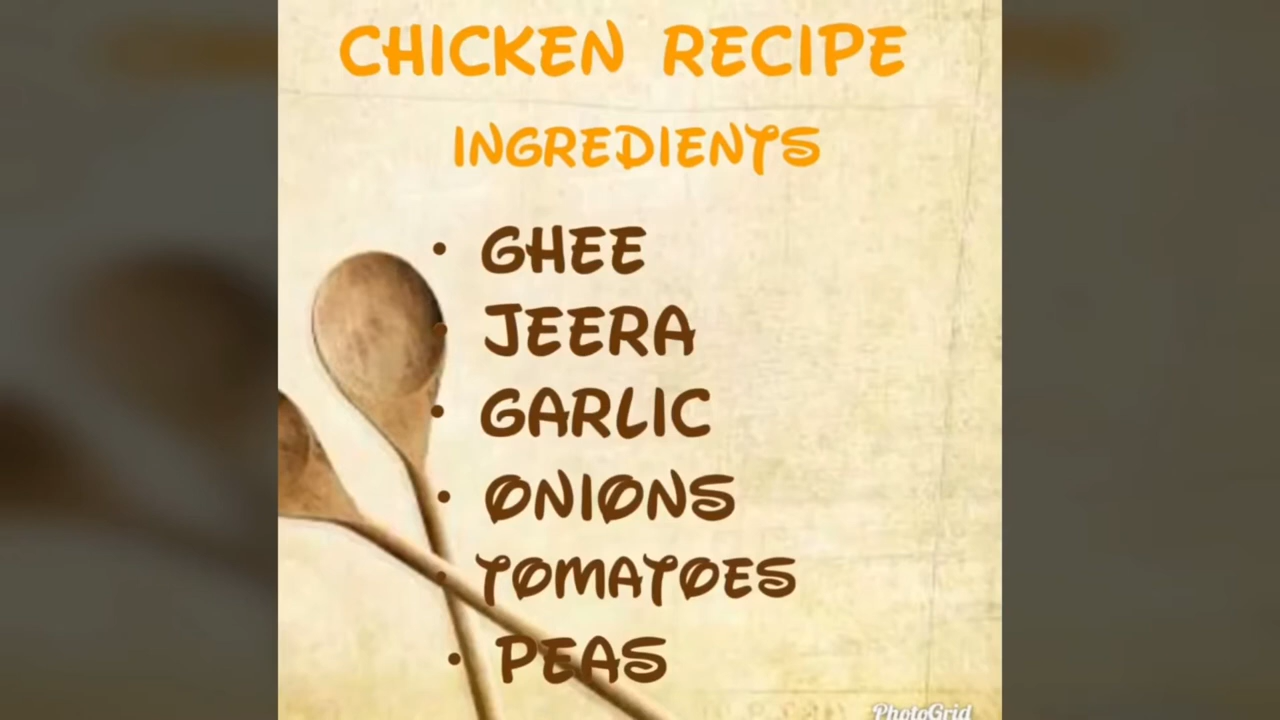 CHICKEN RECIPE
INGREDIENTS
• GHEE
• JEERA
• GARLIC
• ONIONS
• TOMATOES
• PEAS
PhotoGrid